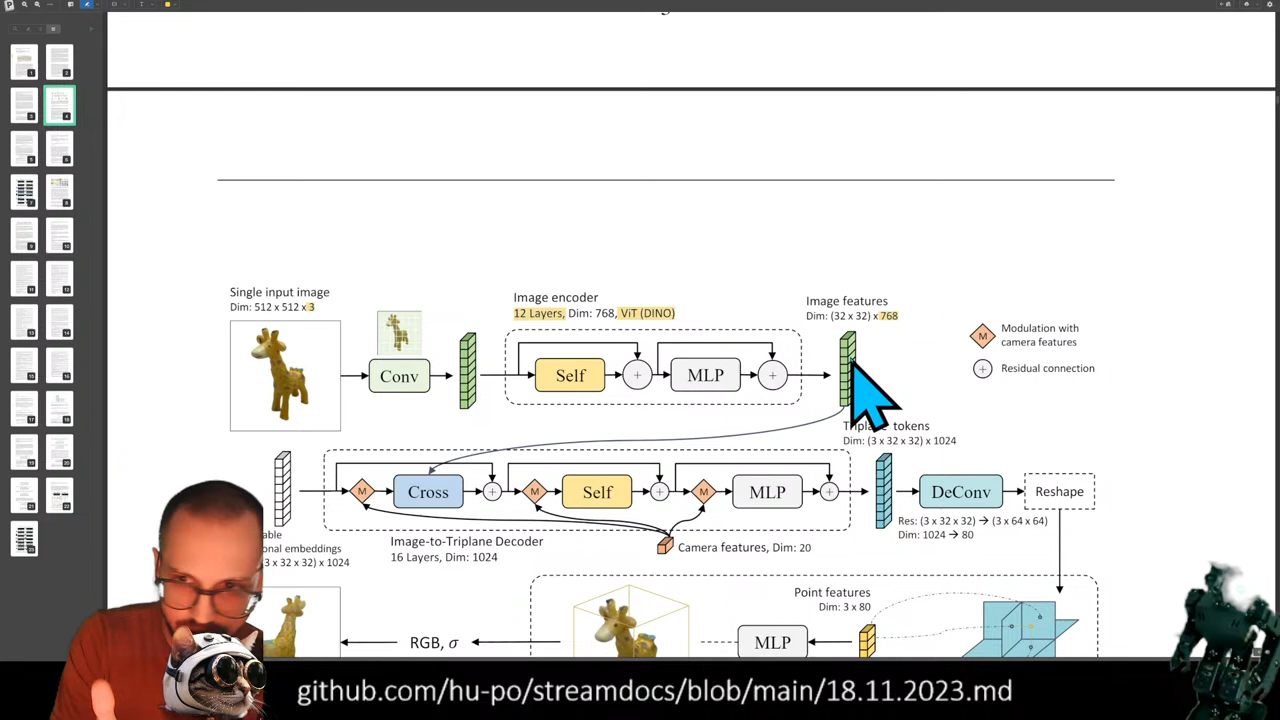 Single input image
Dim: 512 x 512 x 3
Image encoder
12 Layers, Dim: 768, ViT (DINO)
Image features
Dim: (32 x 32) x 768
Modulation with
camera features
Residual connection
M
+
Conv
Self
+
MLP
+
tokens
Dim: (3 x 32 x 32) x 1024
M
Cross
+
M
Self
+
M
MLP
+
DeConv
Reshape
Res: (3 x 32 x 32) → (3 x 64 x 64)
Dim: 1024 → 80
Image-to-Triplane Decoder
16 Layers, Dim: 1024
Camera features, Dim: 20
able
onal embeddings
3 x 32 x 32) x 1024
Point features
Dim: 3 x 80
RGB, σ
MLP
github.com/hu-po/streamdocs/blob/main/18.11.2023.md